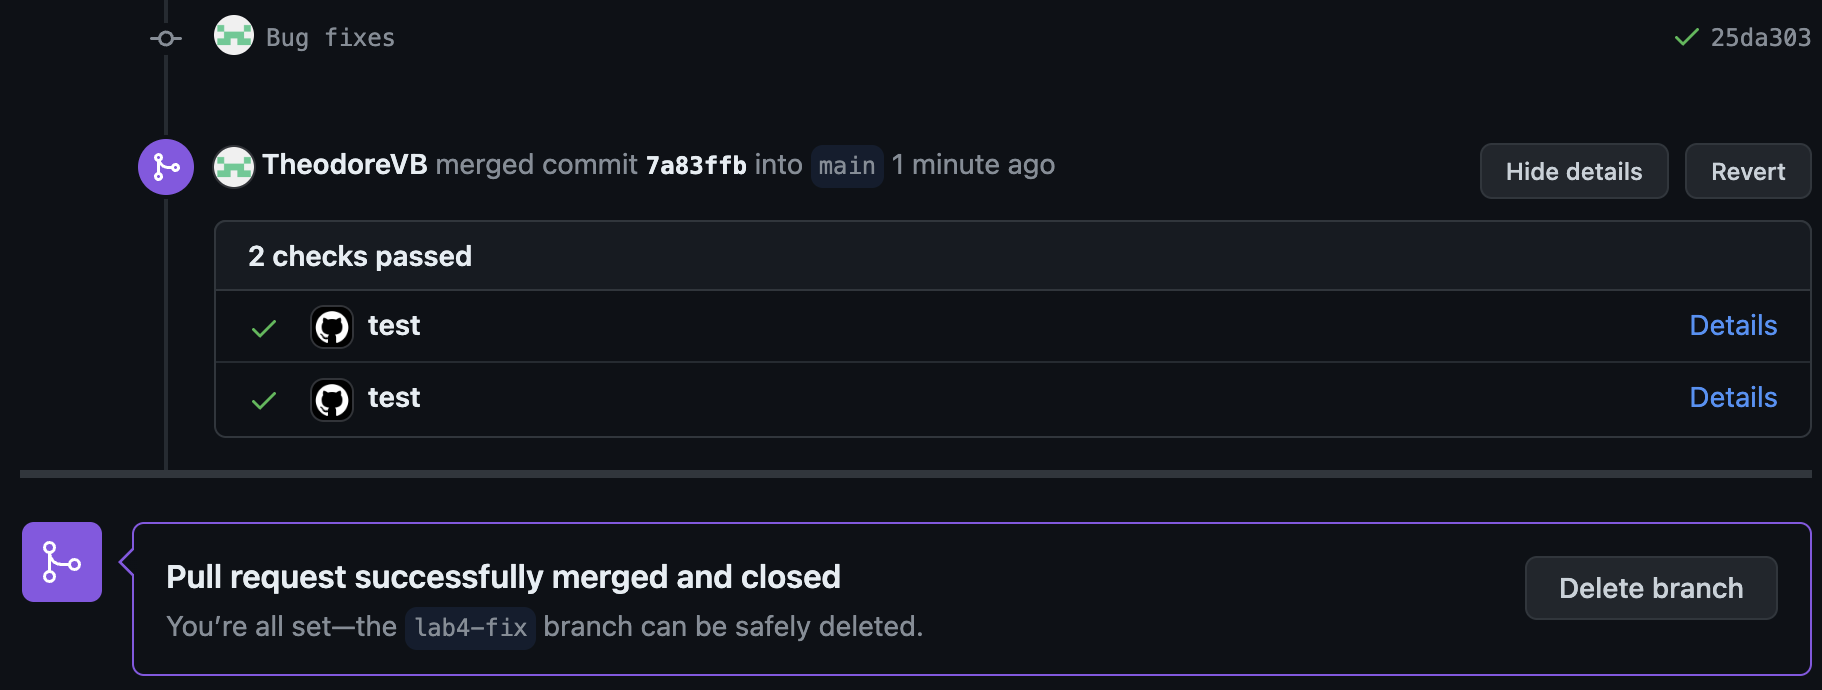 Bug fixes 25da303
TheodoreVB merged commit 7a83ffb into main 1 minute ago Hide details Revert
2 checks passed
test Details
test Details
Pull request successfully merged and closed
You’re all set—the lab4-fix branch can be safely deleted.
Delete branch